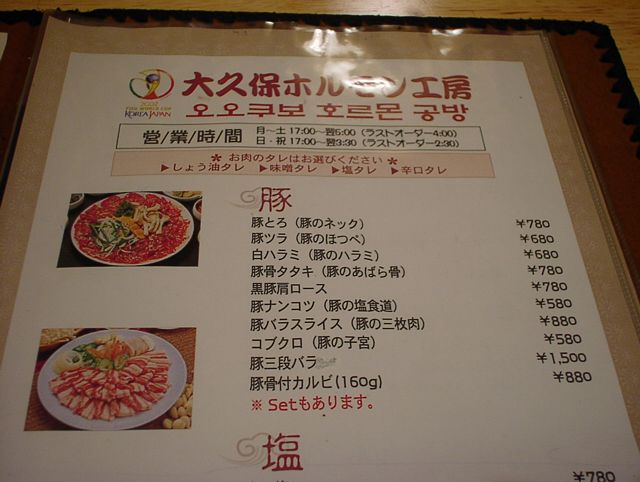 2002
FIFA WORLD CUP
KOREA JAPAN
大久保ホルモン工房
오오쿠보 호르몬 공방
営/業/時/間 月～土 17:00～翌5:00（ラストオーダー4:00）
日・祝 17:00～翌3:30（ラストオーダー2:30）
お肉のタレはお選びください
▶しょう油タレ ▶味噌タレ ▶塩タレ ▶辛口タレ
豚
豚とろ（豚のネック） ￥780
豚ツラ（豚のほつぺ） ￥680
白ハラミ（豚のハラミ） ￥680
豚骨タタキ（豚のあばら骨） ￥780
黒豚肩ロース ￥780
豚ナンコツ（豚の塩食道） ￥580
豚バラスライス（豚の三枚肉） ￥880
コブクロ（豚の子宮） ￥580
豚三段バラ ￥1,500
豚骨付カルビ(160g) ￥880
※ Setもあります。
塩
￥780